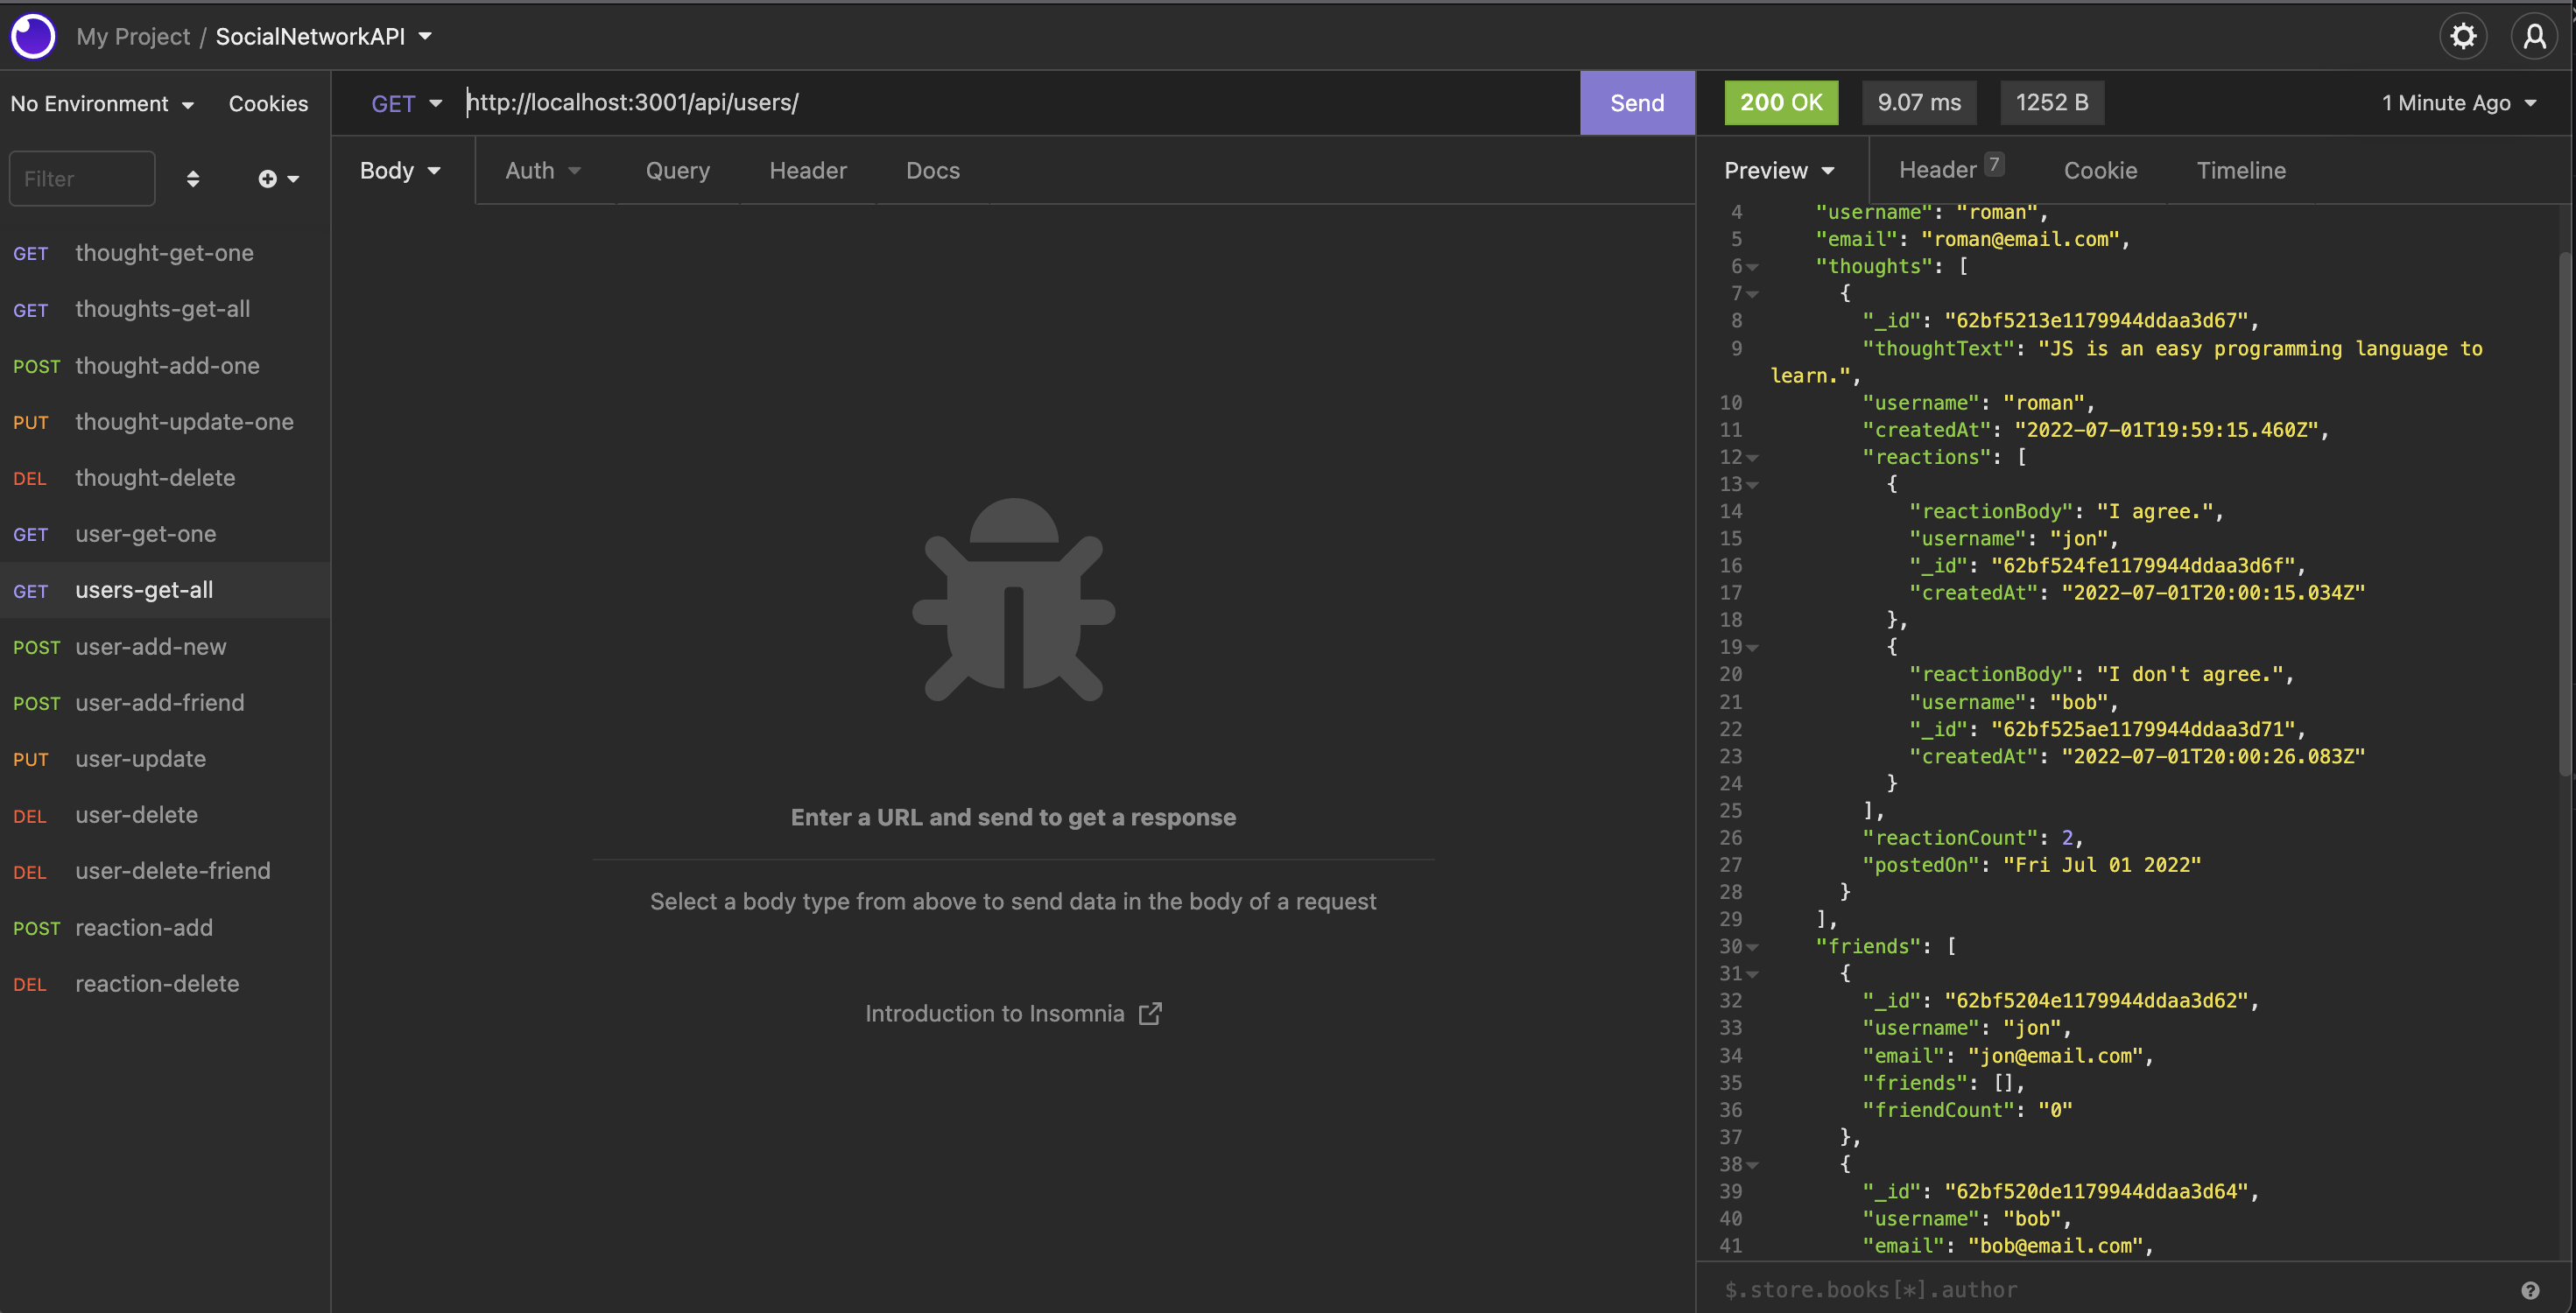 My Project / SocialNetworkAPI
No Environment Cookies
Filter
GET thought-get-one
GET thoughts-get-all
POST thought-add-one
PUT thought-update-one
DEL thought-delete
GET user-get-one
GET users-get-all
POST user-add-new
POST user-add-friend
PUT user-update
DEL user-delete
DEL user-delete-friend
POST reaction-add
DEL reaction-delete
GET http://localhost:3001/api/users/ Send
Body Auth Query Header Docs
Enter a URL and send to get a response
Select a body type from above to send data in the body of a request
Introduction to Insomnia
200 OK 9.07 ms 1252 B 1 Minute Ago
Preview Header 7 Cookie Timeline
4 "username": "roman",
5 "email": "roman@email.com",
6 "thoughts": [
7 {
8 "_id": "62bf5213e1179944ddaa3d67",
9 "thoughtText": "JS is an easy programming language to
learn.",
10 "username": "roman",
11 "createdAt": "2022-07-01T19:59:15.460Z",
12 "reactions": [
13 {
14 "reactionBody": "I agree.",
15 "username": "jon",
16 "_id": "62bf524fe1179944ddaa3d6f",
17 "createdAt": "2022-07-01T20:00:15.034Z"
18 },
19 {
20 "reactionBody": "I don't agree.",
21 "username": "bob",
22 "_id": "62bf525ae1179944ddaa3d71",
23 "createdAt": "2022-07-01T20:00:26.083Z"
24 }
25 ],
26 "reactionCount": 2,
27 "postedOn": "Fri Jul 01 2022"
28 }
29 ],
30 "friends": [
31 {
32 "_id": "62bf5204e1179944ddaa3d62",
33 "username": "jon",
34 "email": "jon@email.com",
35 "friends": [],
36 "friendCount": "0"
37 },
38 {
39 "_id": "62bf520de1179944ddaa3d64",
40 "username": "bob",
41 "email": "bob@email.com",
$.store.books[*].author